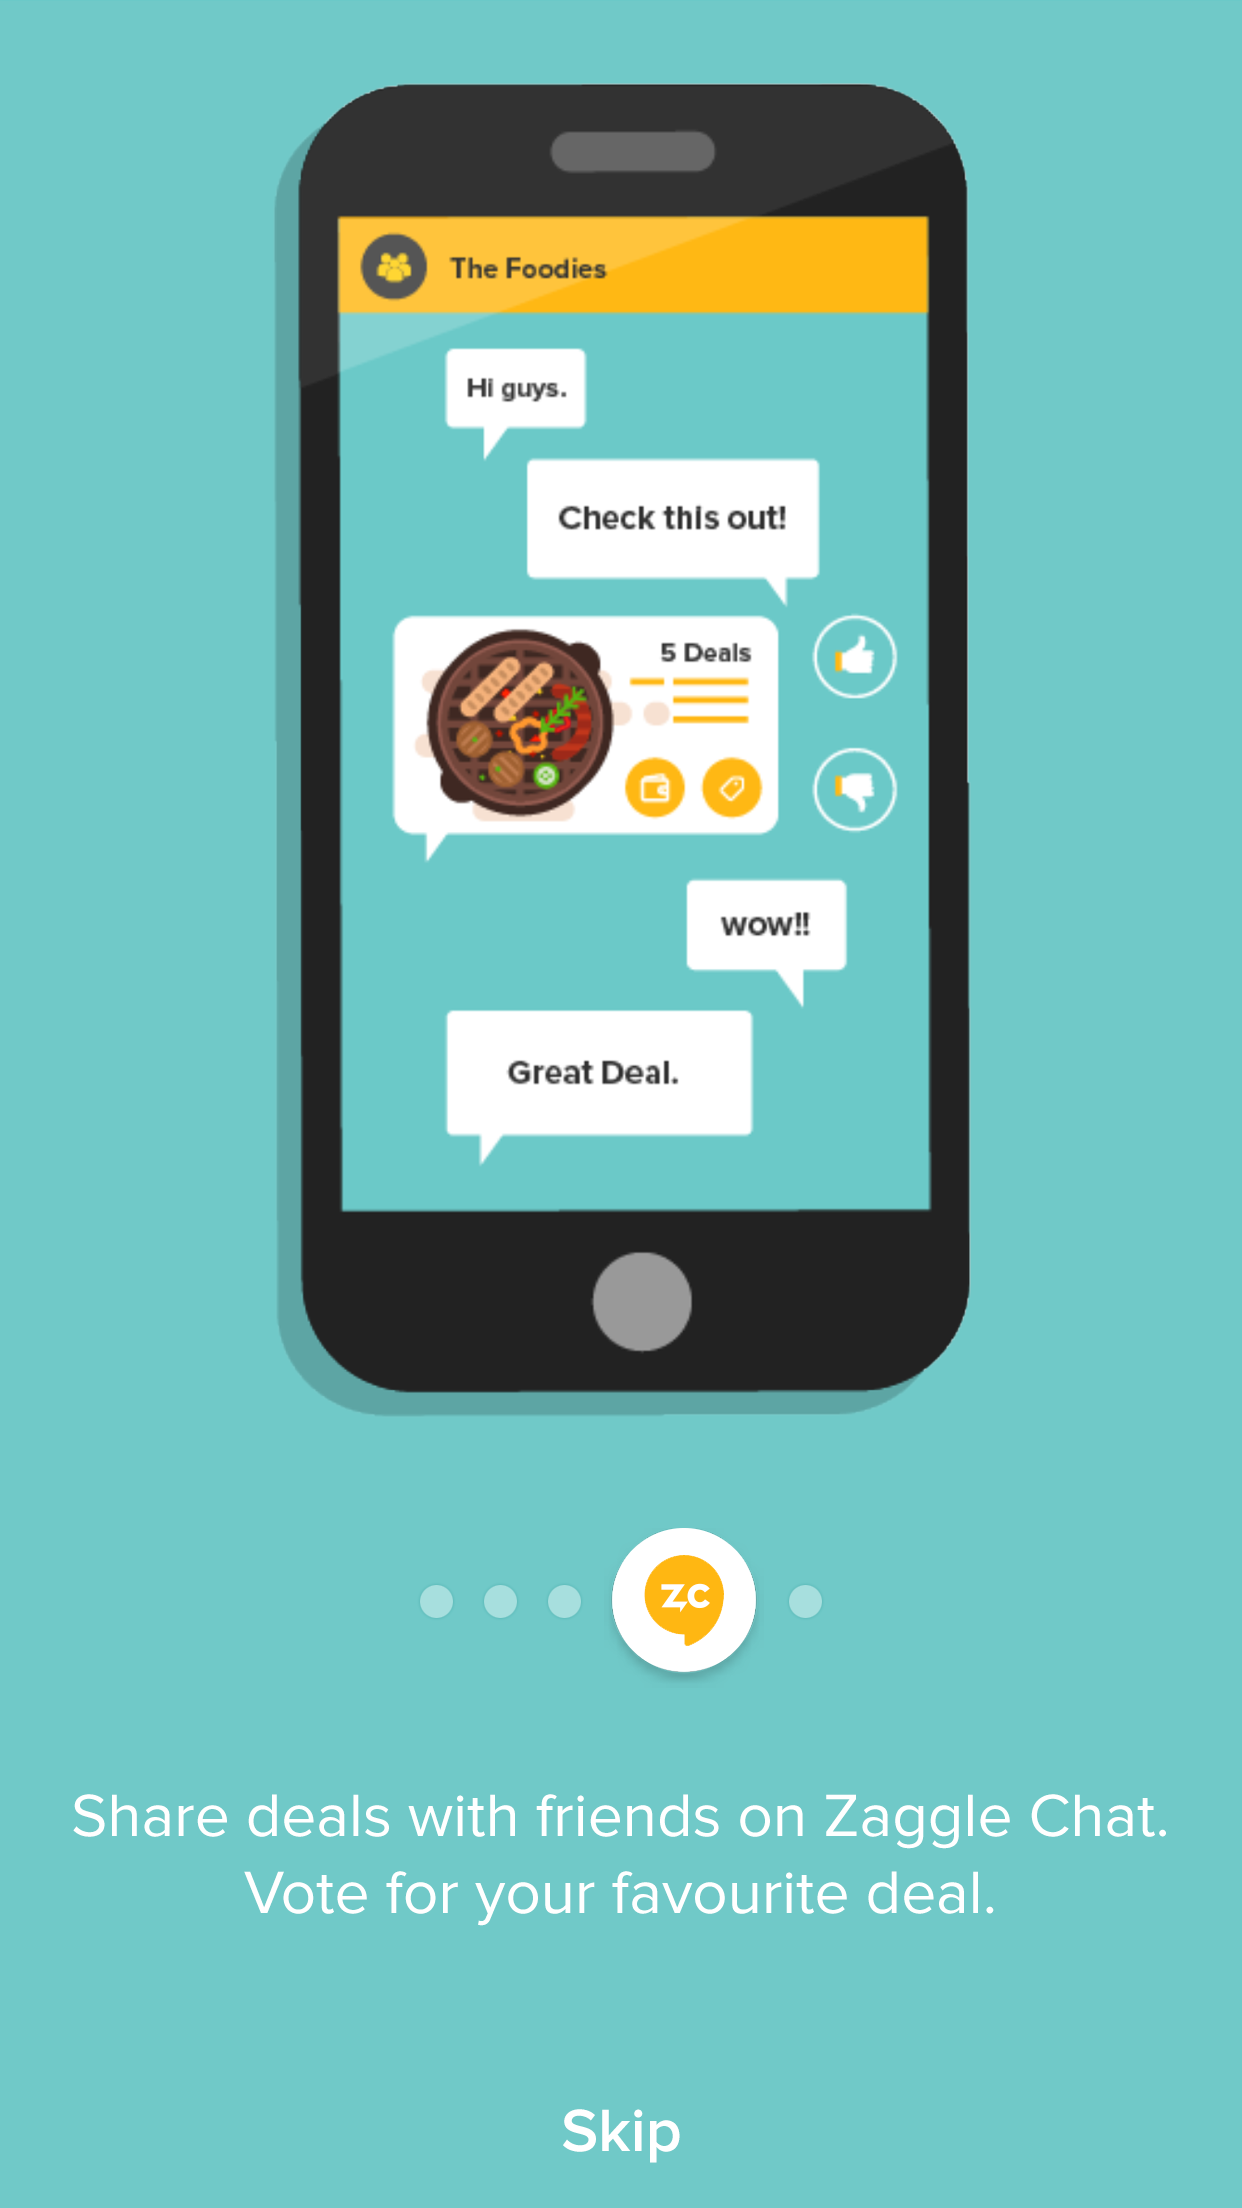 The Foodies
Hi guys.
Check this out!
5 Deals
wow!!
Great Deal.
zc
Share deals with friends on Zaggle Chat.
Vote for your favourite deal.
Skip